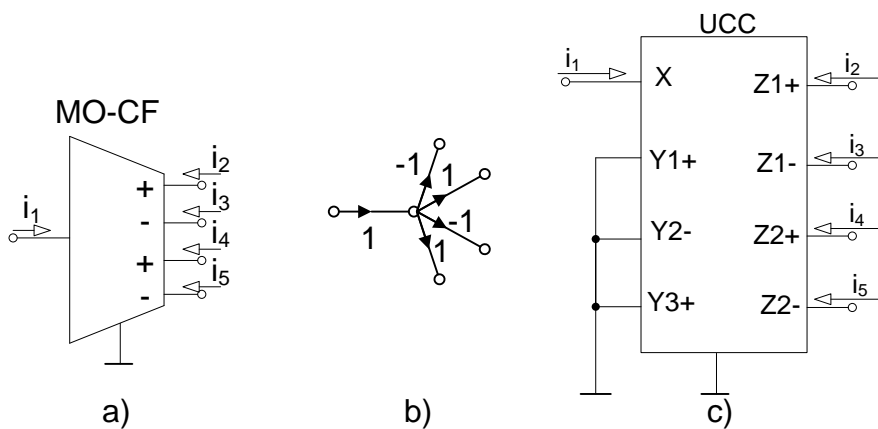 MO-CF
i1
+
i2
-
i3
+
i4
-
i5
a)
-1
1
1
-1
1
b)
UCC
i1
X
Y1+
Y2-
Y3+
Z1+
i2
Z1-
i3
Z2+
i4
Z2-
i5
c)